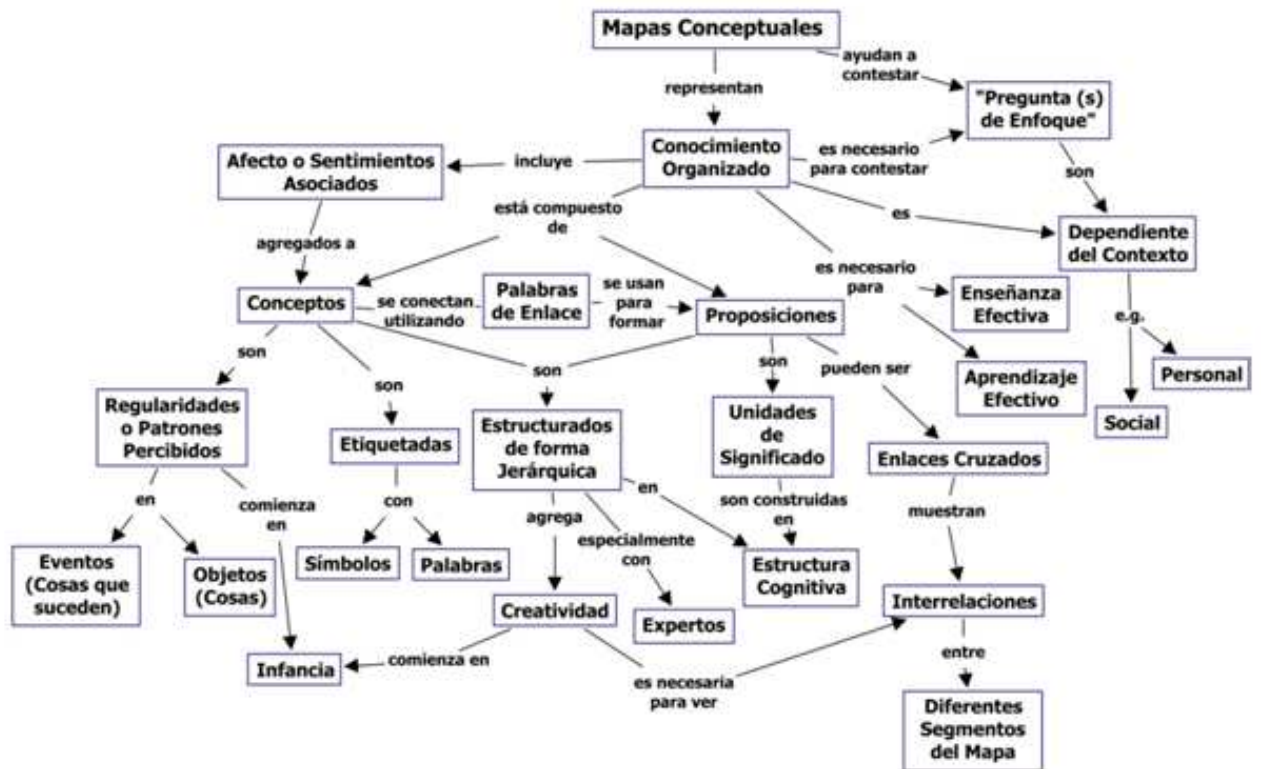 Mapas Conceptuales
ayudan a
contestar
representan
"Pregunta (s)
de Enfoque"
Conocimiento
Organizado
es necesario
para contestar
incluye
Afecto o Sentimientos
Asociados
son
está compuesto
de
es
Dependiente
del Contexto
agregados a
es necesario
para
Conceptos
se conectan
utilizando
Palabras
de Enlace
se usan
para
formar
Proposiciones
Enseñanza
Efectiva
e.g.
son
son
son
son
pueden ser
Aprendizaje
Efectivo
Personal
Social
Regularidades
o Patrones
Percibidos
Etiquetadas
Estructurados
de forma
Jerárquica
Unidades
de
Significado
Enlaces Cruzados
en
comienza
en
con
agrega
especialmente
con
en
son construidas
en
muestran
Eventos
(Cosas que
suceden)
Objetos
(Cosas)
Símbolos
Palabras
Estructura
Cognitiva
Creatividad
Expertos
Interrelaciones
Infancia
comienza en
es necesaria
para ver
entre
Diferentes
Segmentos
del Mapa